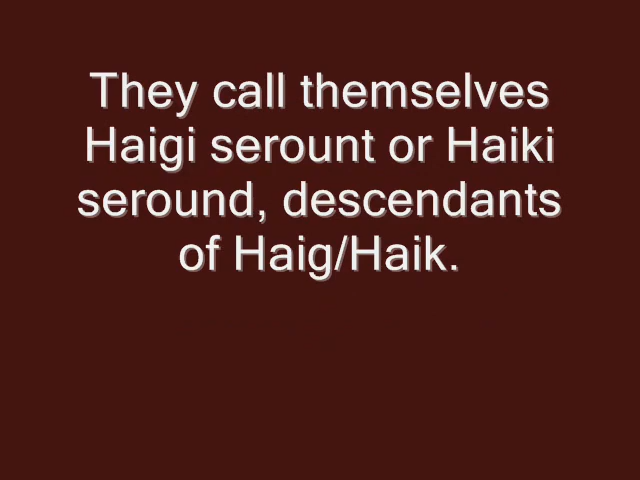 They call themselves
Haigi serount or Haiki
seround, descendants
of Haig/Haik.